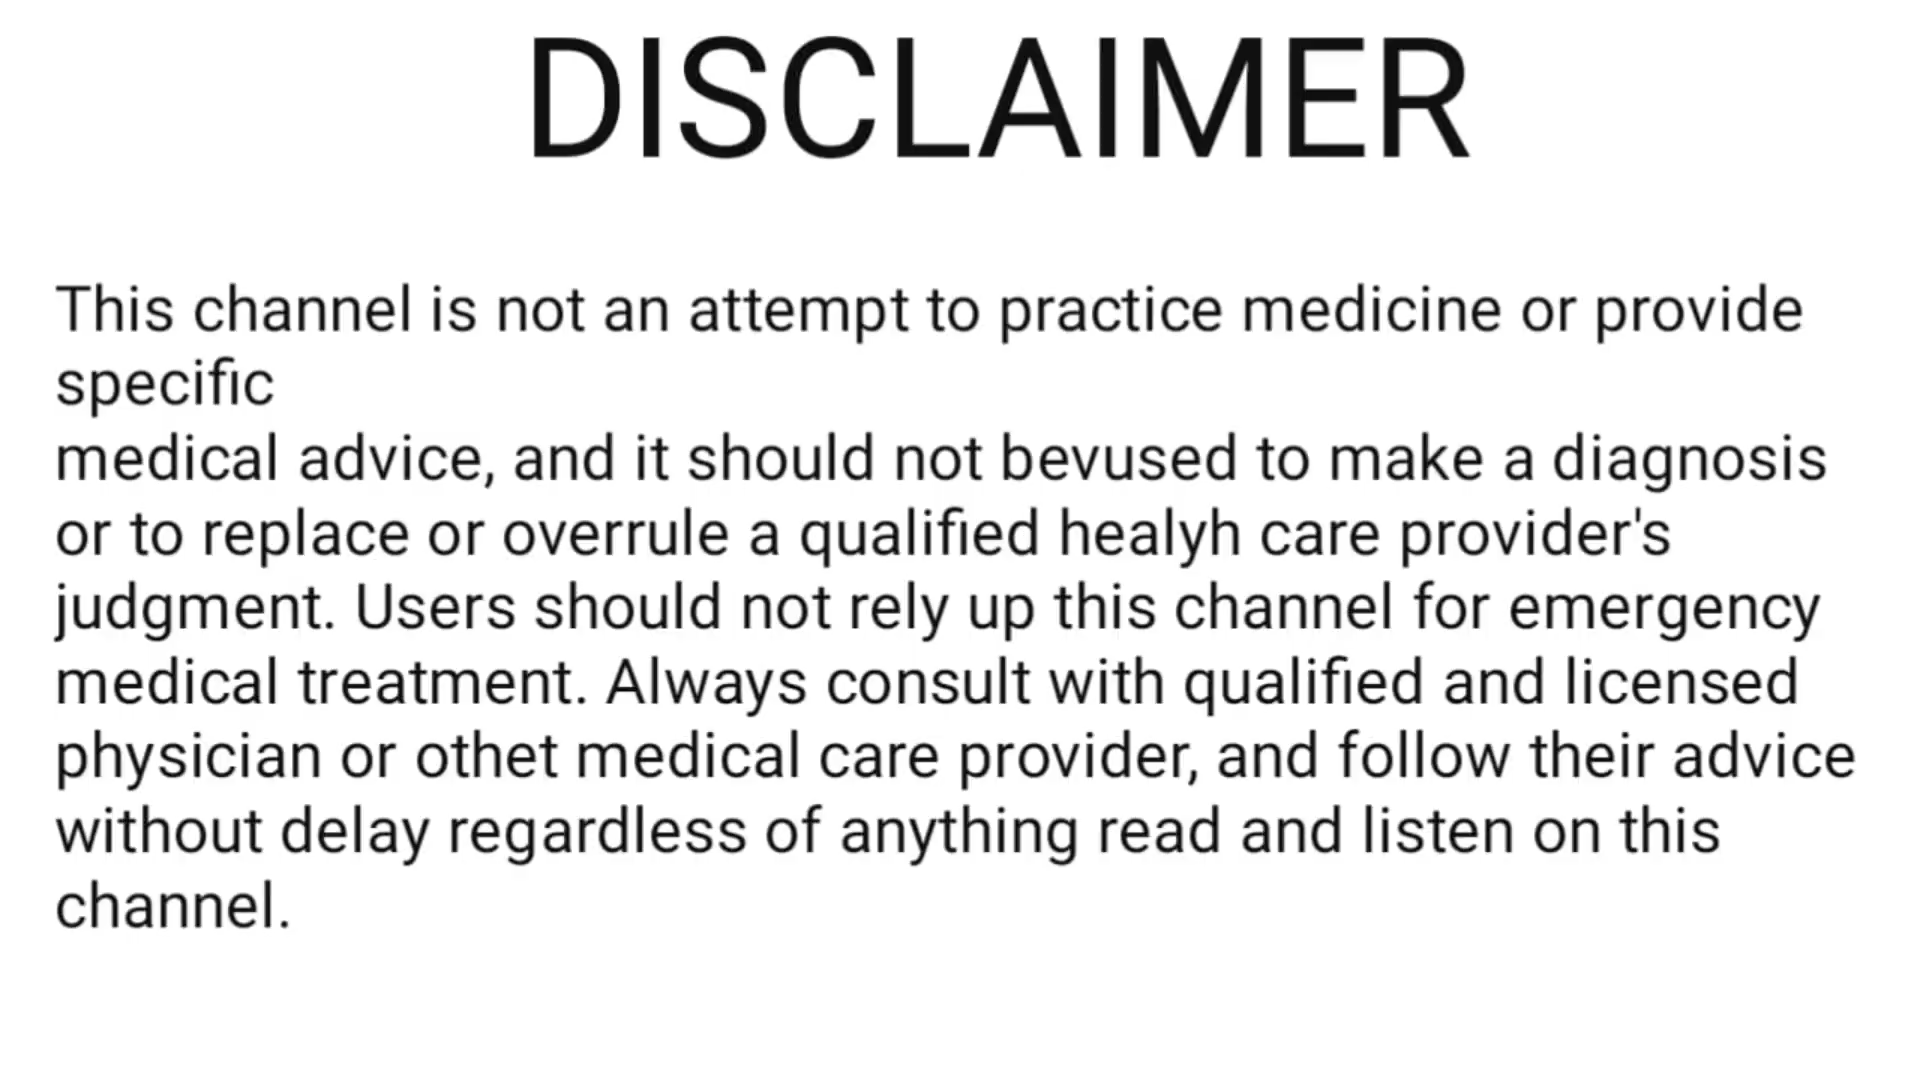 DISCLAIMER
This channel is not an attempt to practice medicine or provide
specific
medical advice, and it should not bevused to make a diagnosis
or to replace or overrule a qualified healyh care provider's
judgment. Users should not rely up this channel for emergency
medical treatment. Always consult with qualified and licensed
physician or othet medical care provider, and follow their advice
without delay regardless of anything read and listen on this
channel.